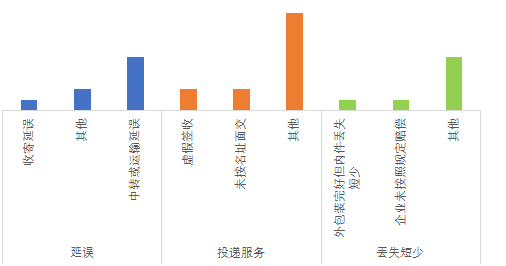 收寄延误
其他
中转或运输延误
虚假签收
未按名址面交
其他
外包装完好但内件丢失
短少
企业未按照规定赔偿
其他
延误
投递服务
丢失短少